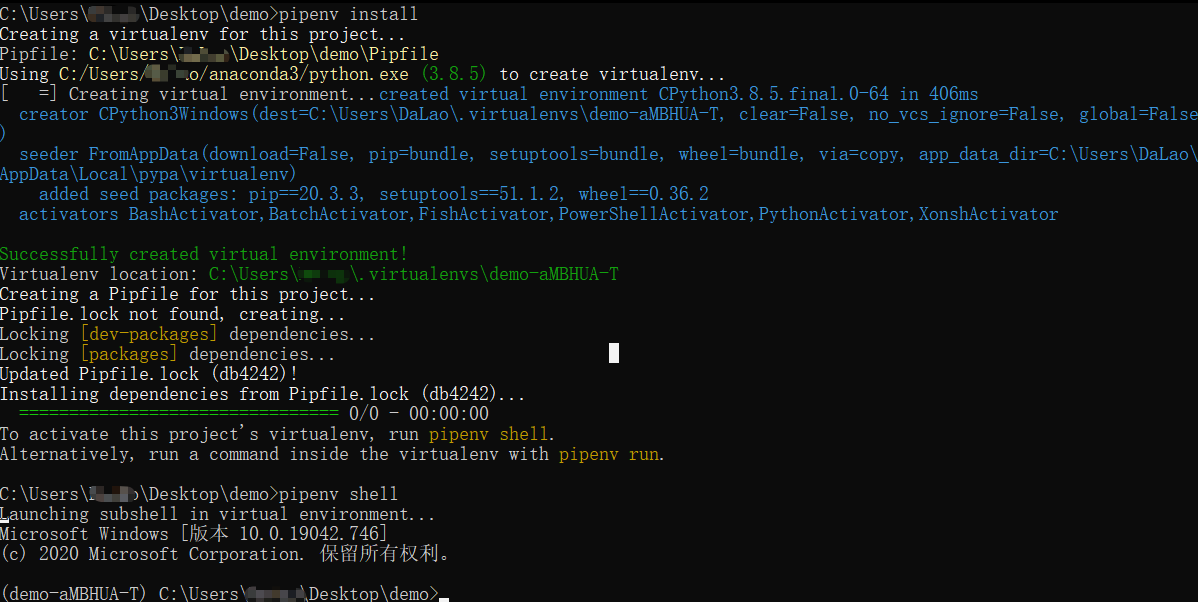 C:\Users\ \Desktop\demo>pipenv install
Creating a virtualenv for this project...
Pipfile: C:\Users\ \Desktop\demo\Pipfile
Using C:/Users/ o/anaconda3/python.exe (3.8.5) to create virtualenv...
[   =] Creating virtual environment...created virtual environment CPython3.8.5.final.0-64 in 406ms
  creator CPython3Windows(dest=C:\Users\DaLao\.virtualenvs\demo-aMBHUA-T, clear=False, no_vcs_ignore=False, global=False
)
  seeder FromAppData(download=False, pip=bundle, setuptools=bundle, wheel=bundle, via=copy, app_data_dir=C:\Users\DaLao\
AppData\Local\pypa\virtualenv)
    added seed packages: pip==20.3.3, setuptools==51.1.2, wheel==0.36.2
  activators BashActivator,BatchActivator,FishActivator,PowerShellActivator,PythonActivator,XonshActivator
Successfully created virtual environment!
Virtualenv location: C:\Users\ \.virtualenvs\demo-aMBHUA-T
Creating a Pipfile for this project...
Pipfile.lock not found, creating...
Locking [dev-packages] dependencies...
Locking [packages] dependencies...
Updated Pipfile.lock (db4242)!
Installing dependencies from Pipfile.lock (db4242)...
  ================================ 0/0 - 00:00:00
To activate this project's virtualenv, run pipenv shell.
Alternatively, run a command inside the virtualenv with pipenv run.
C:\Users\ \Desktop\demo>pipenv shell
Launching subshell in virtual environment...
Microsoft Windows [版本 10.0.19042.746]
(c) 2020 Microsoft Corporation. 保留所有权利。
(demo-aMBHUA-T) C:\Users\ \Desktop\demo>